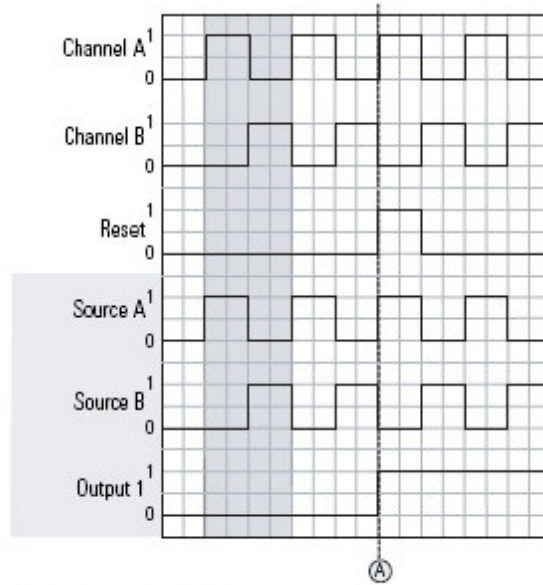 Channel A 1
0
Channel B 1
0
Reset 1
0
Source A 1
0
Source B 1
0
Output 1 1
0
A